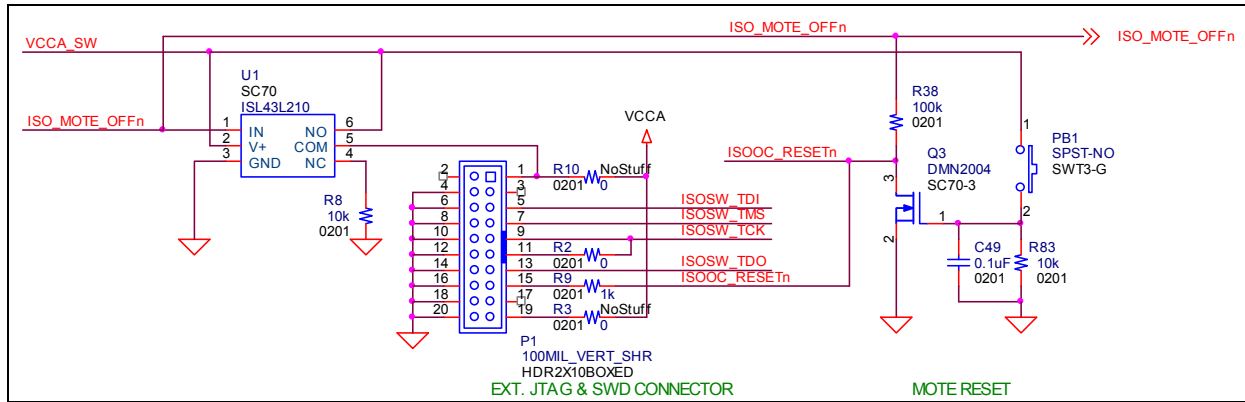 ISO_MOTE_OFFn
ISO_MOTE_OFFn
VCCA_SW
U1
SC70
ISL43L210
ISO_MOTE_OFFn
1 IN NO 6
2 V+ COM 5
3 GND NC 4
R8
10k
0201
VCCA
R10 NoStuff
0201 0
2 1
4 3
6 5 ISOSW_TDI
8 7 ISOSW_TMS
10 9 ISOSW_TCK
12 11 R2
0201 0
14 13 ISOSW_TDO
16 15 R9 ISOOC_RESETn
0201 1k
18 17
20 19 R3 NoStuff
0201 0
P1
100MIL_VERT_SHR
HDR2X10BOXED
EXT. JTAG & SWD CONNECTOR
R38
100k
0201
ISOOC_RESETn
Q3
DMN2004
SC70-3
3
1
2
1
PB1
SPST-NO
SWT3-G
2
C49
0.1uF
0201
R83
10k
0201
MOTE RESET